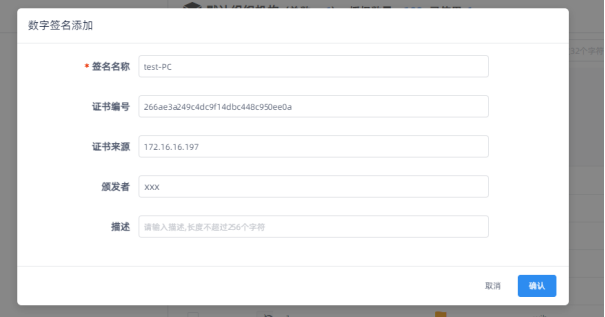 数字签名添加
* 签名名称 test-PC
证书编号 266ae3a249c4dc9f14dbc448c950ee0a
证书来源 172.16.16.197
颁发者 xxx
描述 请输入描述,长度不超过256个字符
取消 确认